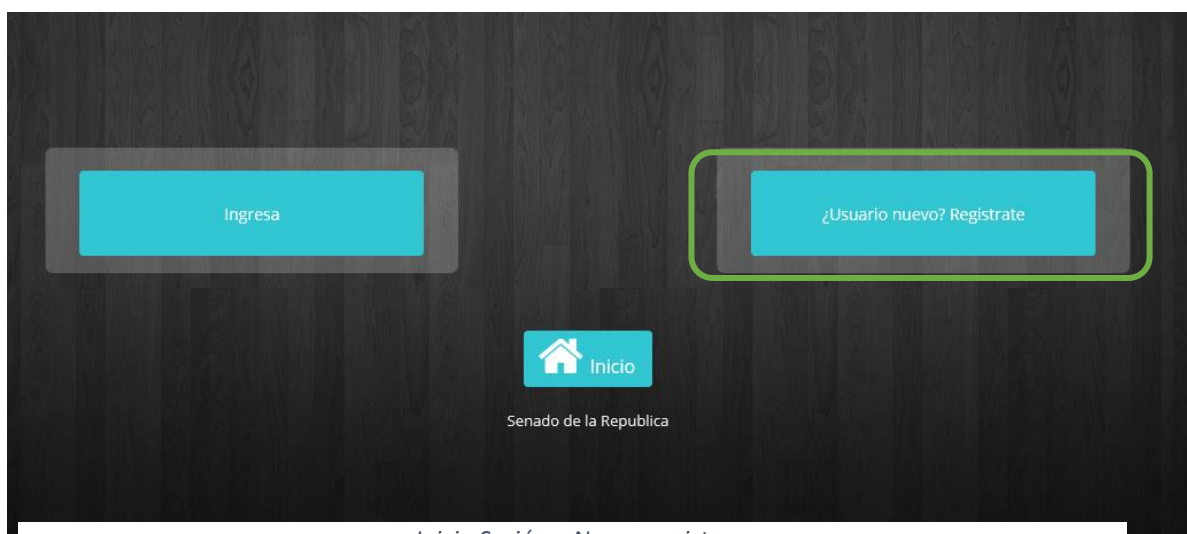 Ingresa
¿Usuario nuevo? Registrate
Inicio
Senado de la Republica